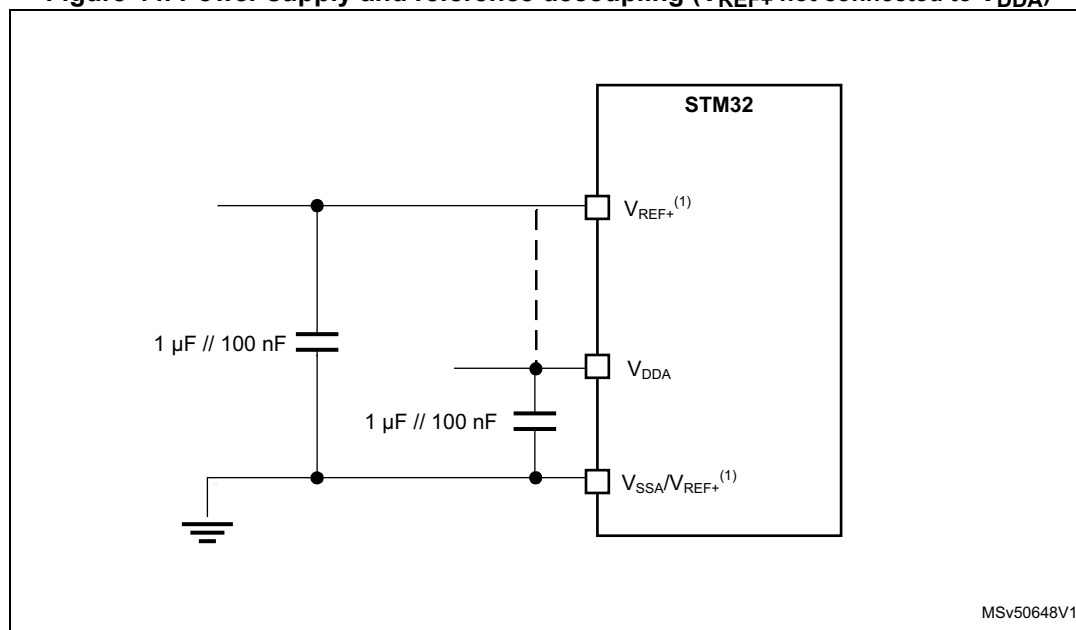 STM32
VREF+(1)
1 µF // 100 nF
VDDA
1 µF // 100 nF
VSSA/VREF+(1)
MSv50648V1